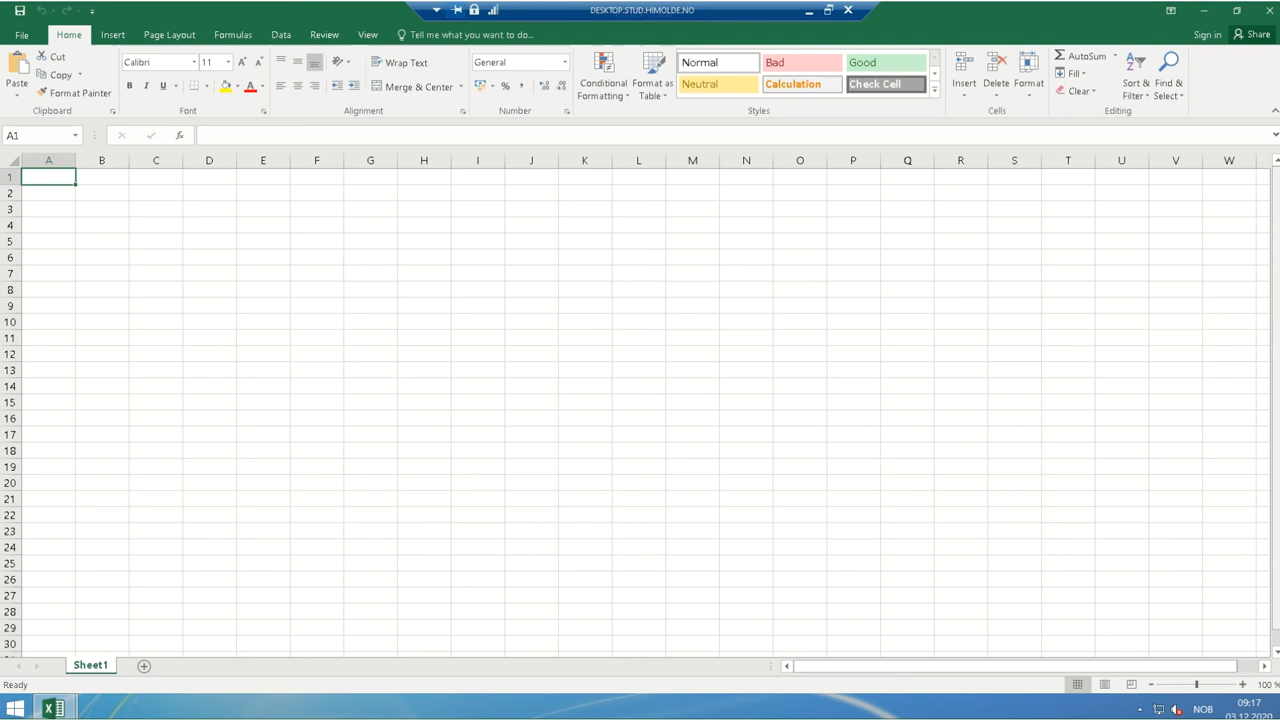 DESKTOP.STUD.HIMOLDE.NO
File Home Insert Page Layout Formulas Data Review View Tell me what you want to do... Sign in Share
Paste
Cut
Copy
Format Painter
Clipboard
Calibri 11
B I U A
Font
Wrap Text
Merge & Center
Alignment
General
%
Number
Conditional Formatting
Format as Table
Normal Bad Good
Neutral Calculation Check Cell
Styles
Insert Delete Format
Cells
AutoSum
Fill
Clear
Sort & Filter
Find & Select
Editing
A1 fx
A B C D E F G H I J K L M N O P Q R S T U V W
1
2
3
4
5
6
7
8
9
10
11
12
13
14
15
16
17
18
19
20
21
22
23
24
25
26
27
28
29
30
Sheet1
Ready 100 %
NOB 09:17
03.12.2020